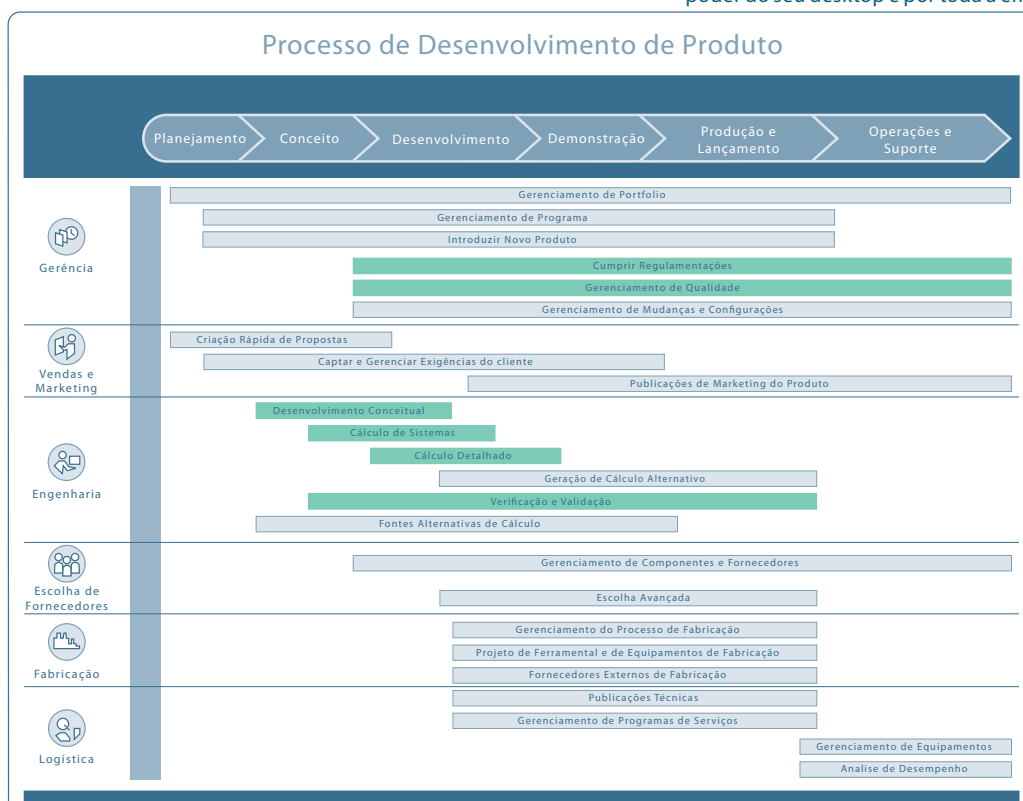 poder do seu desktop e por toda a em
Processo de Desenvolvimento de Produto
Planejamento
Conceito
Desenvolvimento
Demonstração
Produção e
Lançamento
Operações e
Suporte
Gerência
Gerenciamento de Portfolio
Gerenciamento de Programa
Introduzir Novo Produto
Cumprir Regulamentações
Gerenciamento de Qualidade
Gerenciamento de Mudanças e Configurações
Vendas e
Marketing
Criação Rápida de Propostas
Captar e Gerenciar Exigências do cliente
Publicações de Marketing do Produto
Engenharia
Desenvolvimento Conceitual
Cálculo de Sistemas
Cálculo Detalhado
Geração de Cálculo Alternativo
Verificação e Validação
Fontes Alternativas de Cálculo
Escolha de
Fornecedores
Gerenciamento de Componentes e Fornecedores
Escolha Avançada
Fabricação
Gerenciamento do Processo de Fabricação
Projeto de Ferramental e de Equipamentos de Fabricação
Fornecedores Externos de Fabricação
Logística
Publicações Técnicas
Gerenciamento de Programas de Serviços
Gerenciamento de Equipamentos
Analise de Desempenho